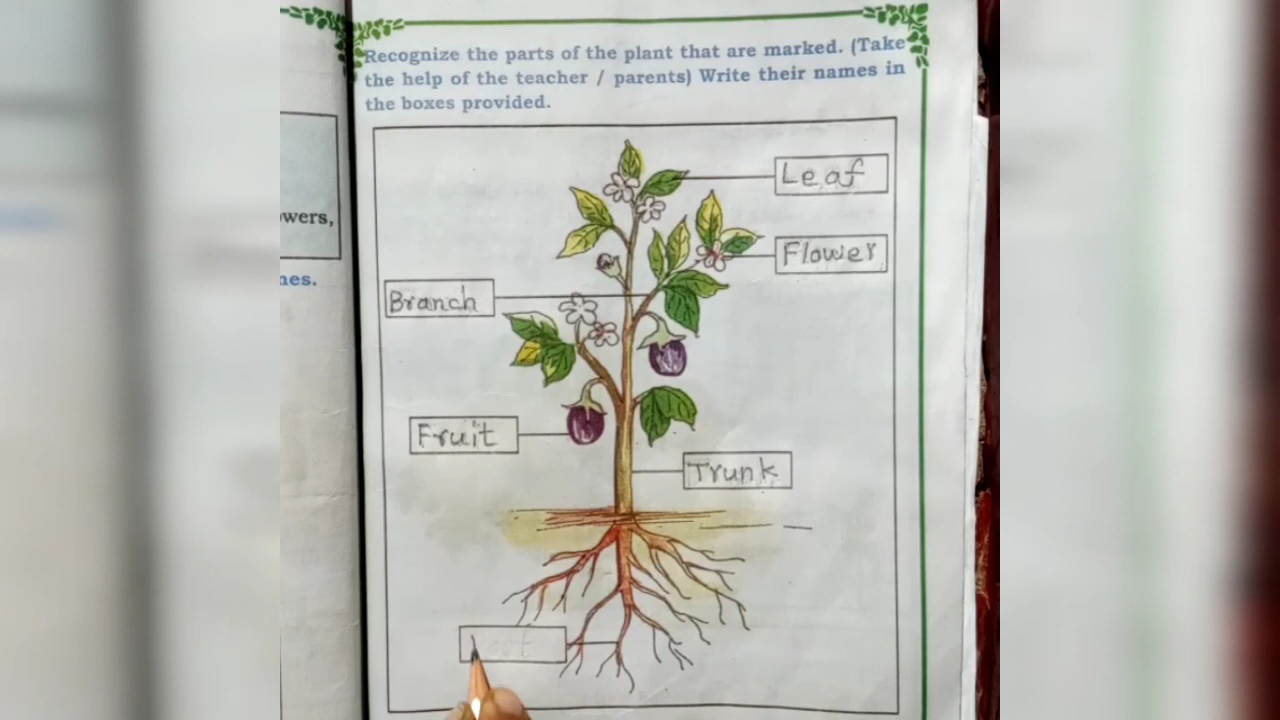 owers,
nes.
Recognize the parts of the plant that are marked. (Take
the help of the teacher / parents) Write their names in
the boxes provided.
Leaf
Flower
Branch
Fruit
Trunk